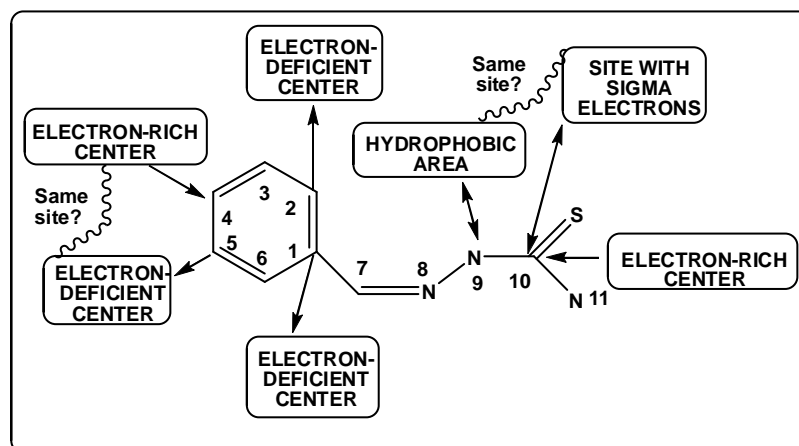 ELECTRON-
DEFICIENT
CENTER
Same
site?
SITE WITH
SIGMA
ELECTRONS
ELECTRON-RICH
CENTER
HYDROPHOBIC
AREA
Same
site?
3
2
4
5
6
1
S
ELECTRON-
DEFICIENT
CENTER
7
8
N
N
9
10
N 11
ELECTRON-RICH
CENTER
ELECTRON-
DEFICIENT
CENTER